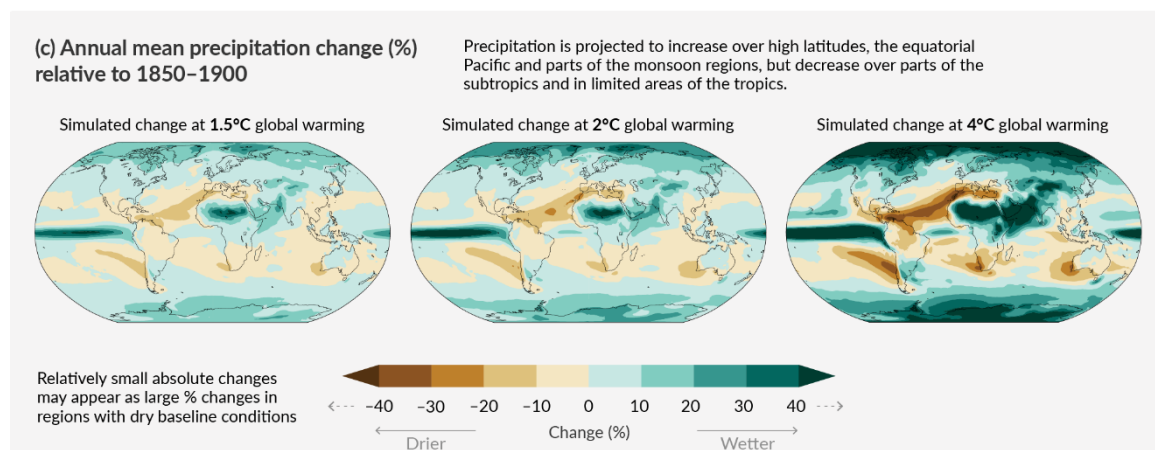 (c) Annual mean precipitation change (%)
relative to 1850–1900
Precipitation is projected to increase over high latitudes, the equatorial
Pacific and parts of the monsoon regions, but decrease over parts of the
subtropics and in limited areas of the tropics.
Simulated change at 1.5°C global warming
Simulated change at 2°C global warming
Simulated change at 4°C global warming
Relatively small absolute changes
may appear as large % changes in
regions with dry baseline conditions
–40 –30 –20 –10 0 10 20 30 40
Change (%)
Drier
Wetter